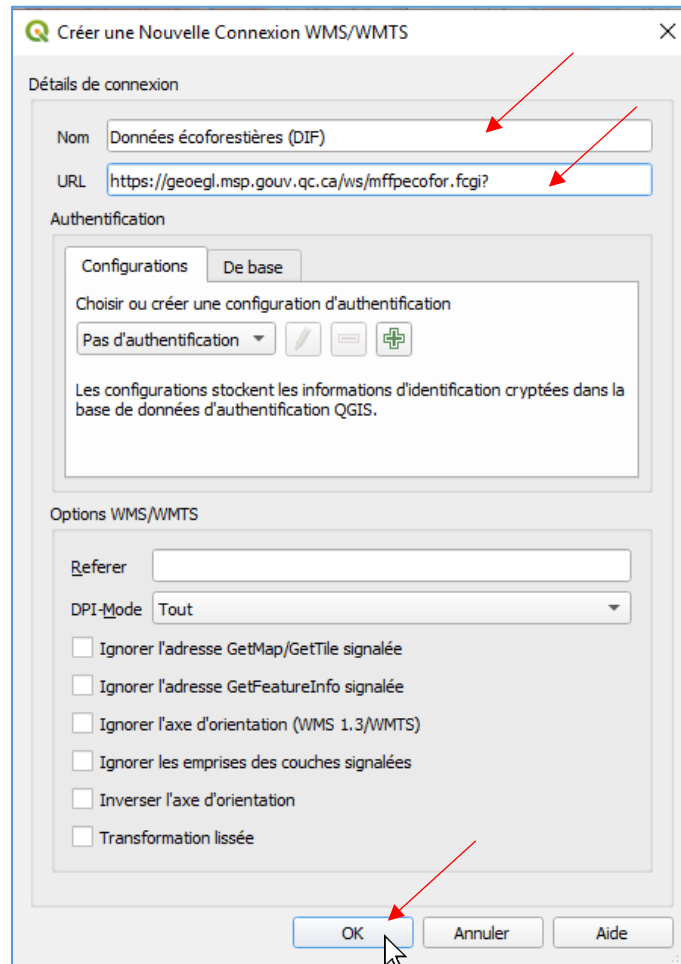 Créer une Nouvelle Connexion WMS/WMTS
Détails de connexion
Nom Données écoforestières (DIF)
URL https://geoegl.msp.gouv.qc.ca/ws/mffpecofor.fcgi?
Authentification
Configurations De base
Choisir ou créer une configuration d'authentification
Pas d'authentification
Les configurations stockent les informations d'identification cryptées dans la
base de données d'authentification QGIS.
Options WMS/WMTS
Referer
DPI-Mode Tout
Ignorer l'adresse GetMap/GetTile signalée
Ignorer l'adresse GetFeatureInfo signalée
Ignorer l'axe d'orientation (WMS 1.3/WMTS)
Ignorer les emprises des couches signalées
Inverser l'axe d'orientation
Transformation lissée
OK Annuler Aide